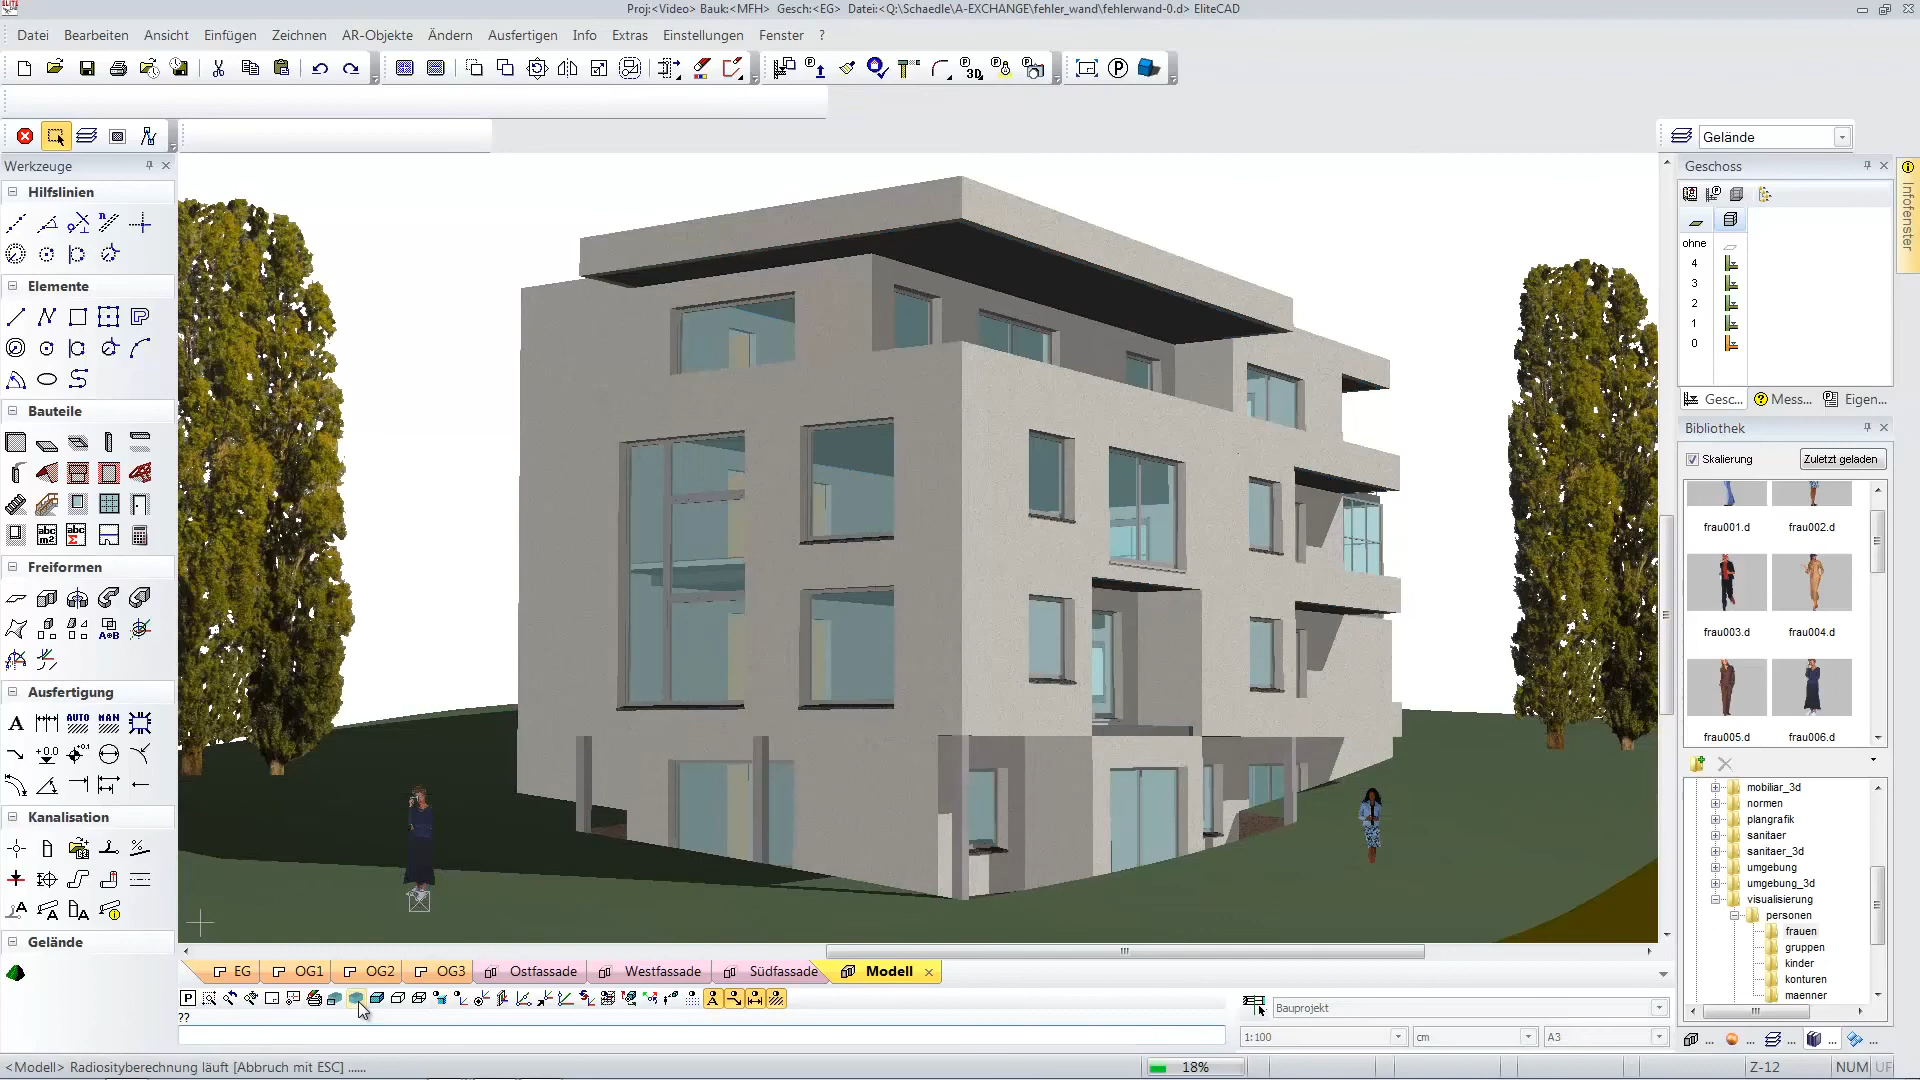 Proj:<Video> Bauk:<MFH> Gesch:<EG> Datei:<Q:\Schaedle\A-EXCHANGE\fehler_wand\fehlerwand-0.d> EliteCAD
Datei Bearbeiten Ansicht Einfügen Zeichnen AR-Objekte Ändern Ausfertigen Info Extras Einstellungen Fenster ?
Gelände
Werkzeuge
Hilfslinien
Elemente
Bauteile
Freiformen
Ausfertigung
Kanalisation
Gelände
Geschoss
ohne
4
3
2
1
0
Gesc... Mess... Eigen...
Infofenster
Bibliothek
Skalierung Zuletzt geladen
frau001.d frau002.d
frau003.d frau004.d
frau005.d frau006.d
mobiliar_3d
normen
plangrafik
sanitaer
sanitaer_3d
umgebung
umgebung_3d
visualisierung
personen
frauen
gruppen
kinder
konturen
maenner
EG OG1 OG2 OG3 Ostfassade Westfassade Südfassade Modell
??
Bauprojekt
1:100 cm A3
<Modell> Radiosityberechnung läuft [Abbruch mit ESC] ......
18%
Z-12 NUM UF